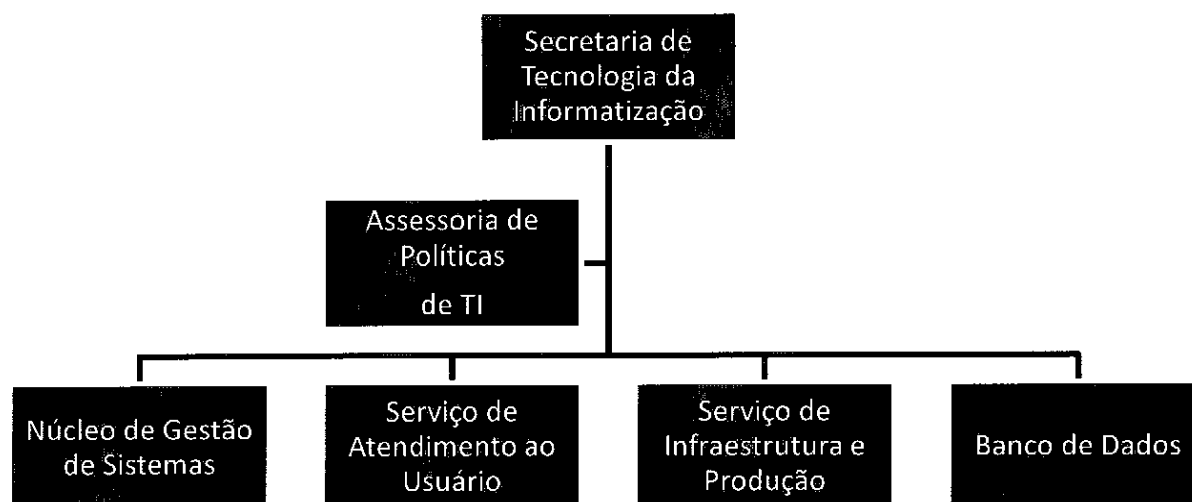 Secretaria de
Tecnologia da
Informatização
Assessoria de
Políticas
de TI
Núcleo de Gestão
de Sistemas
Serviço de
Atendimento ao
Usuário
Serviço de
Infraestrutura e
Produção
Banco de Dados